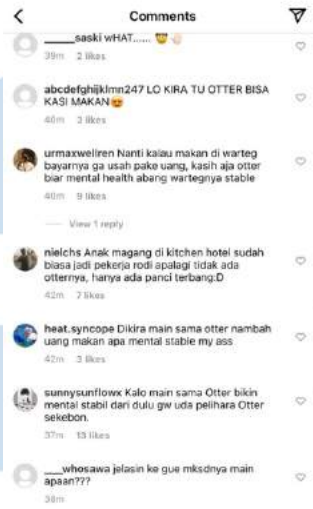 Comments
_____saski wHAT......
39m 2 likes
abcdefghijklmn247 LO KIRA TU OTTER BISA
KASI MAKAN😍
40m 3 likes
urmaxwellren Nanti kalau makan di warteg
bayarnya ga usah pake uang, kasih aja otter
biar mental health abang wartegnya stable
40m 9 likes
View 1 reply
nielchs Anak magang di kitchen hotel sudah
biasa jadi pekerja rodi apalagi tidak ada
otternya, hanya ada panci terbang:D
42m 7 likes
heat.syncope Dikira main sama otter nambah
uang makan apa mental stable my ass
42m 3 likes
sunnysunflowx Kalo main sama Otter bikin
mental stabil dari dulu gw uda pelihara Otter
sekebon.
37m 13 likes
___whosawa jelasin ke gue mksdnya main
apaan???
38m